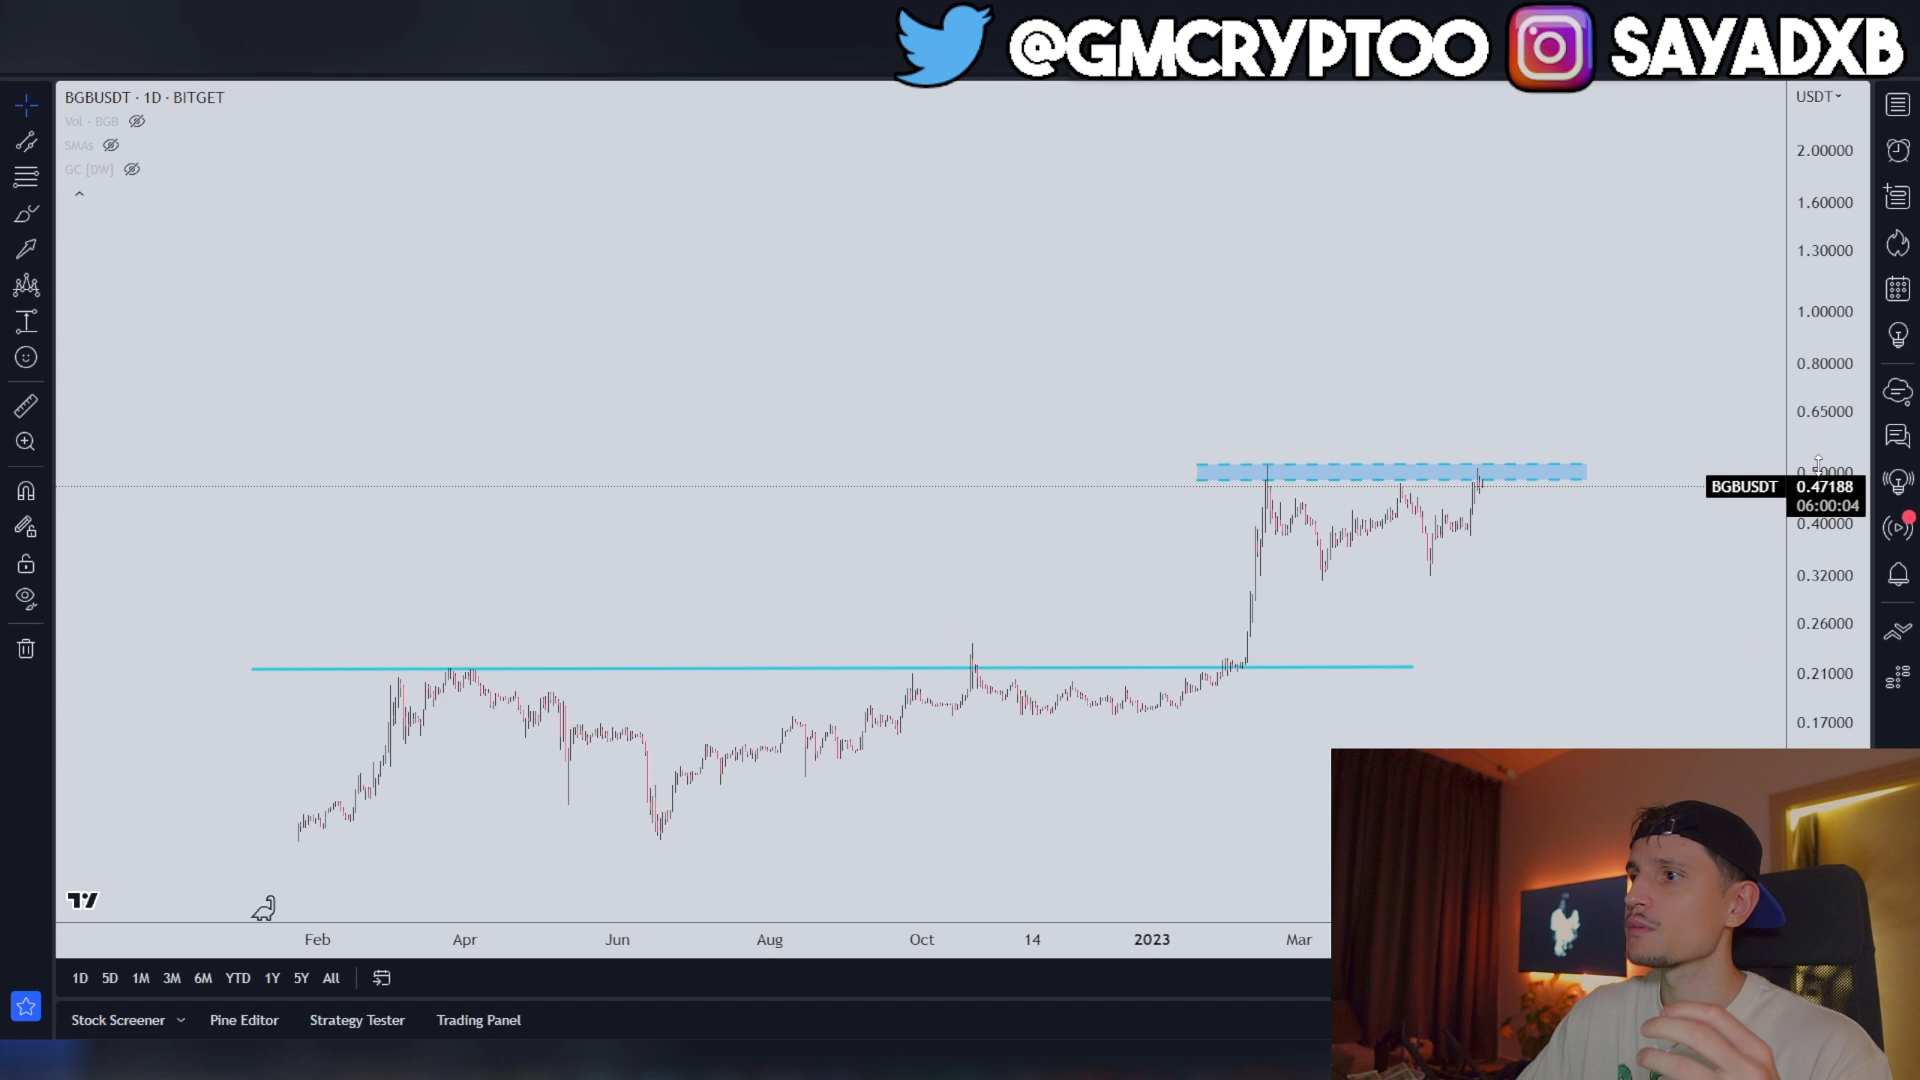 @GMCRYPTOO SAYADXB
BGBUSDT · 1D · BITGET
USDT
Vol · BGB
SMAs
GC [DW]
2.00000
1.60000
1.30000
1.00000
0.80000
0.65000
BGBUSDT 0.47188
06:00:04
0.40000
0.32000
0.26000
0.21000
0.17000
Feb Apr Jun Aug Oct 14 2023 Mar
1D 5D 1M 3M 6M YTD 1Y 5Y All
Stock Screener Pine Editor Strategy Tester Trading Panel